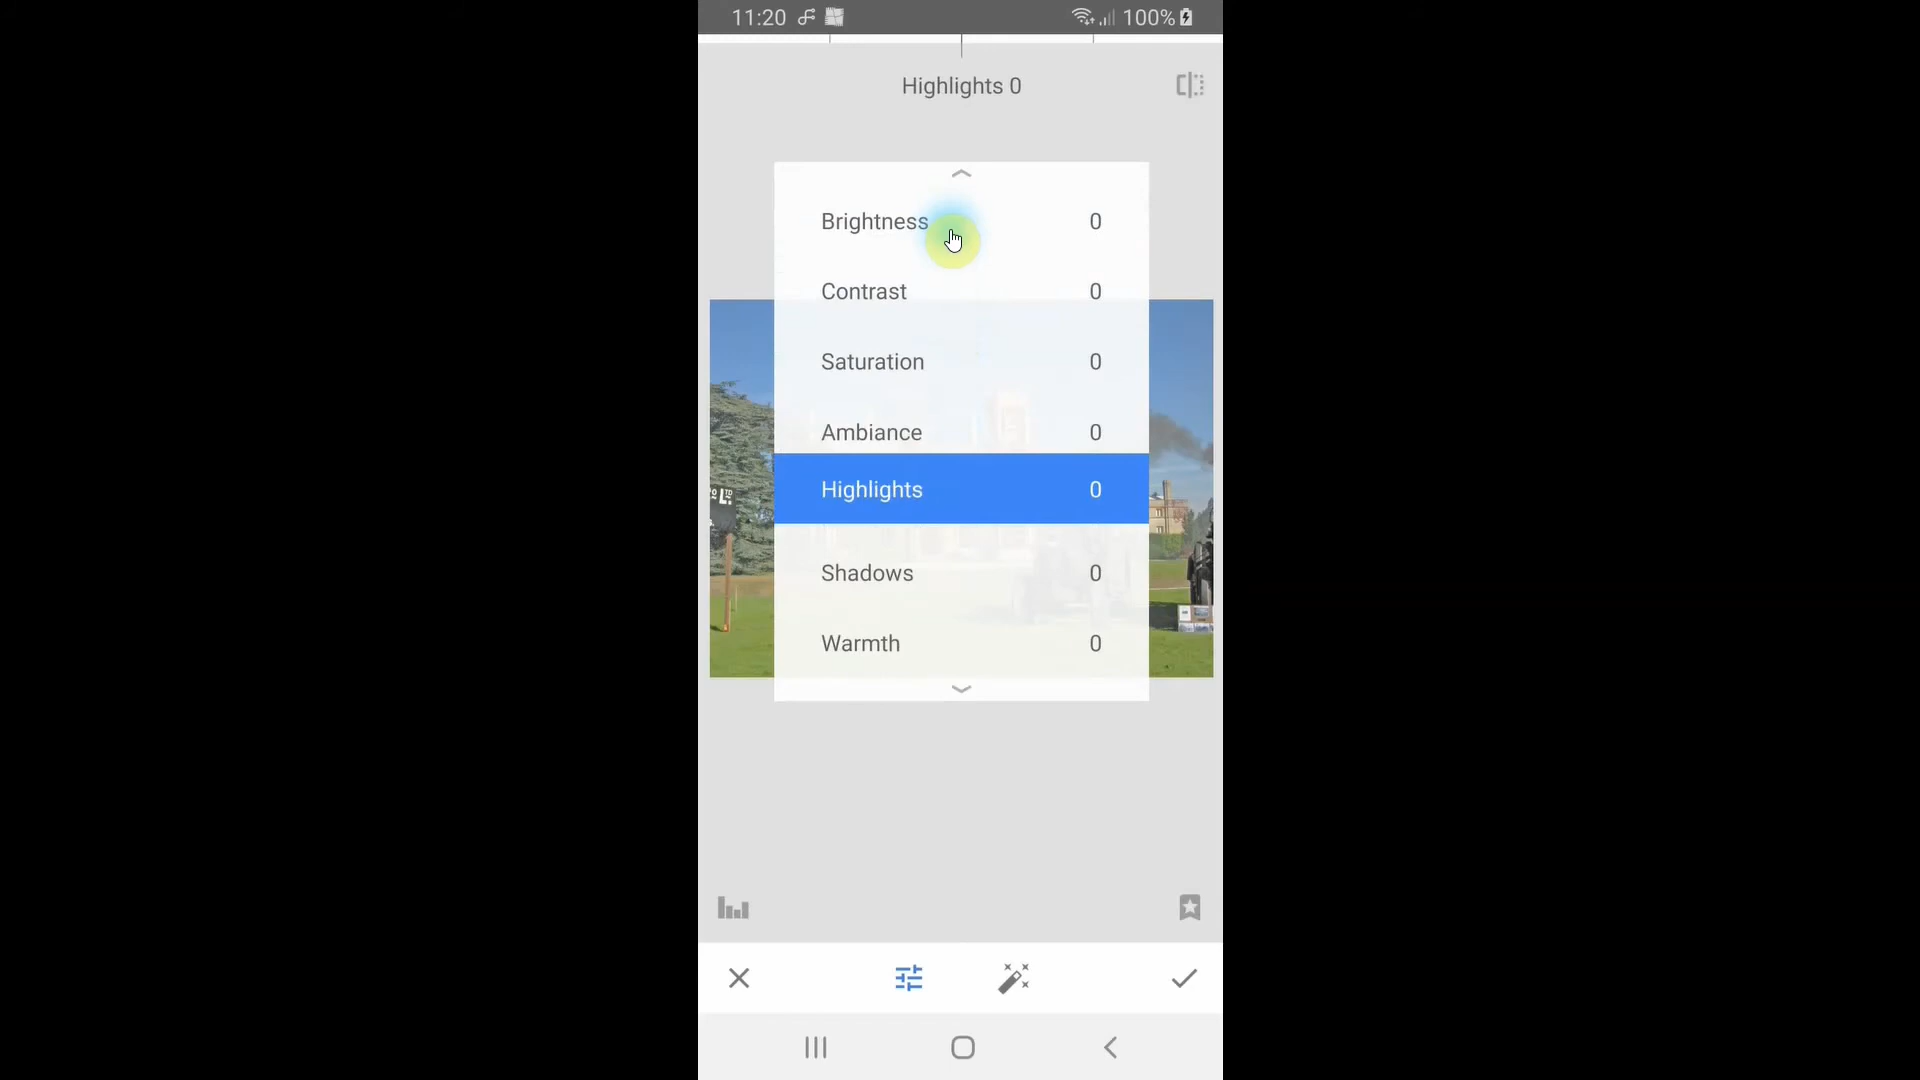 11:20 100%
Highlights 0
Brightness 0
Contrast 0
Saturation 0
Ambiance 0
Highlights 0
Shadows 0
Warmth 0